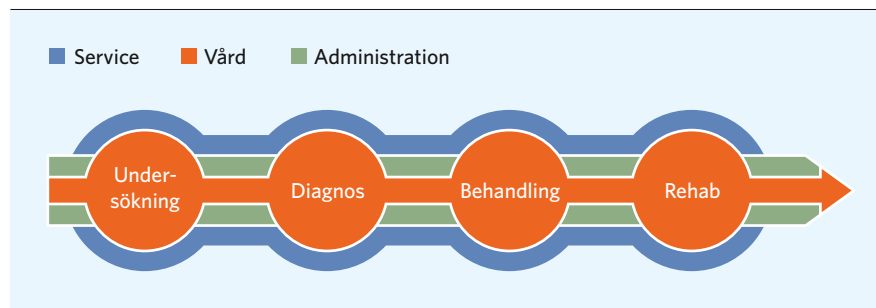 Service Vård Administration
Under-
sökning
Diagnos
Behandling
Rehab